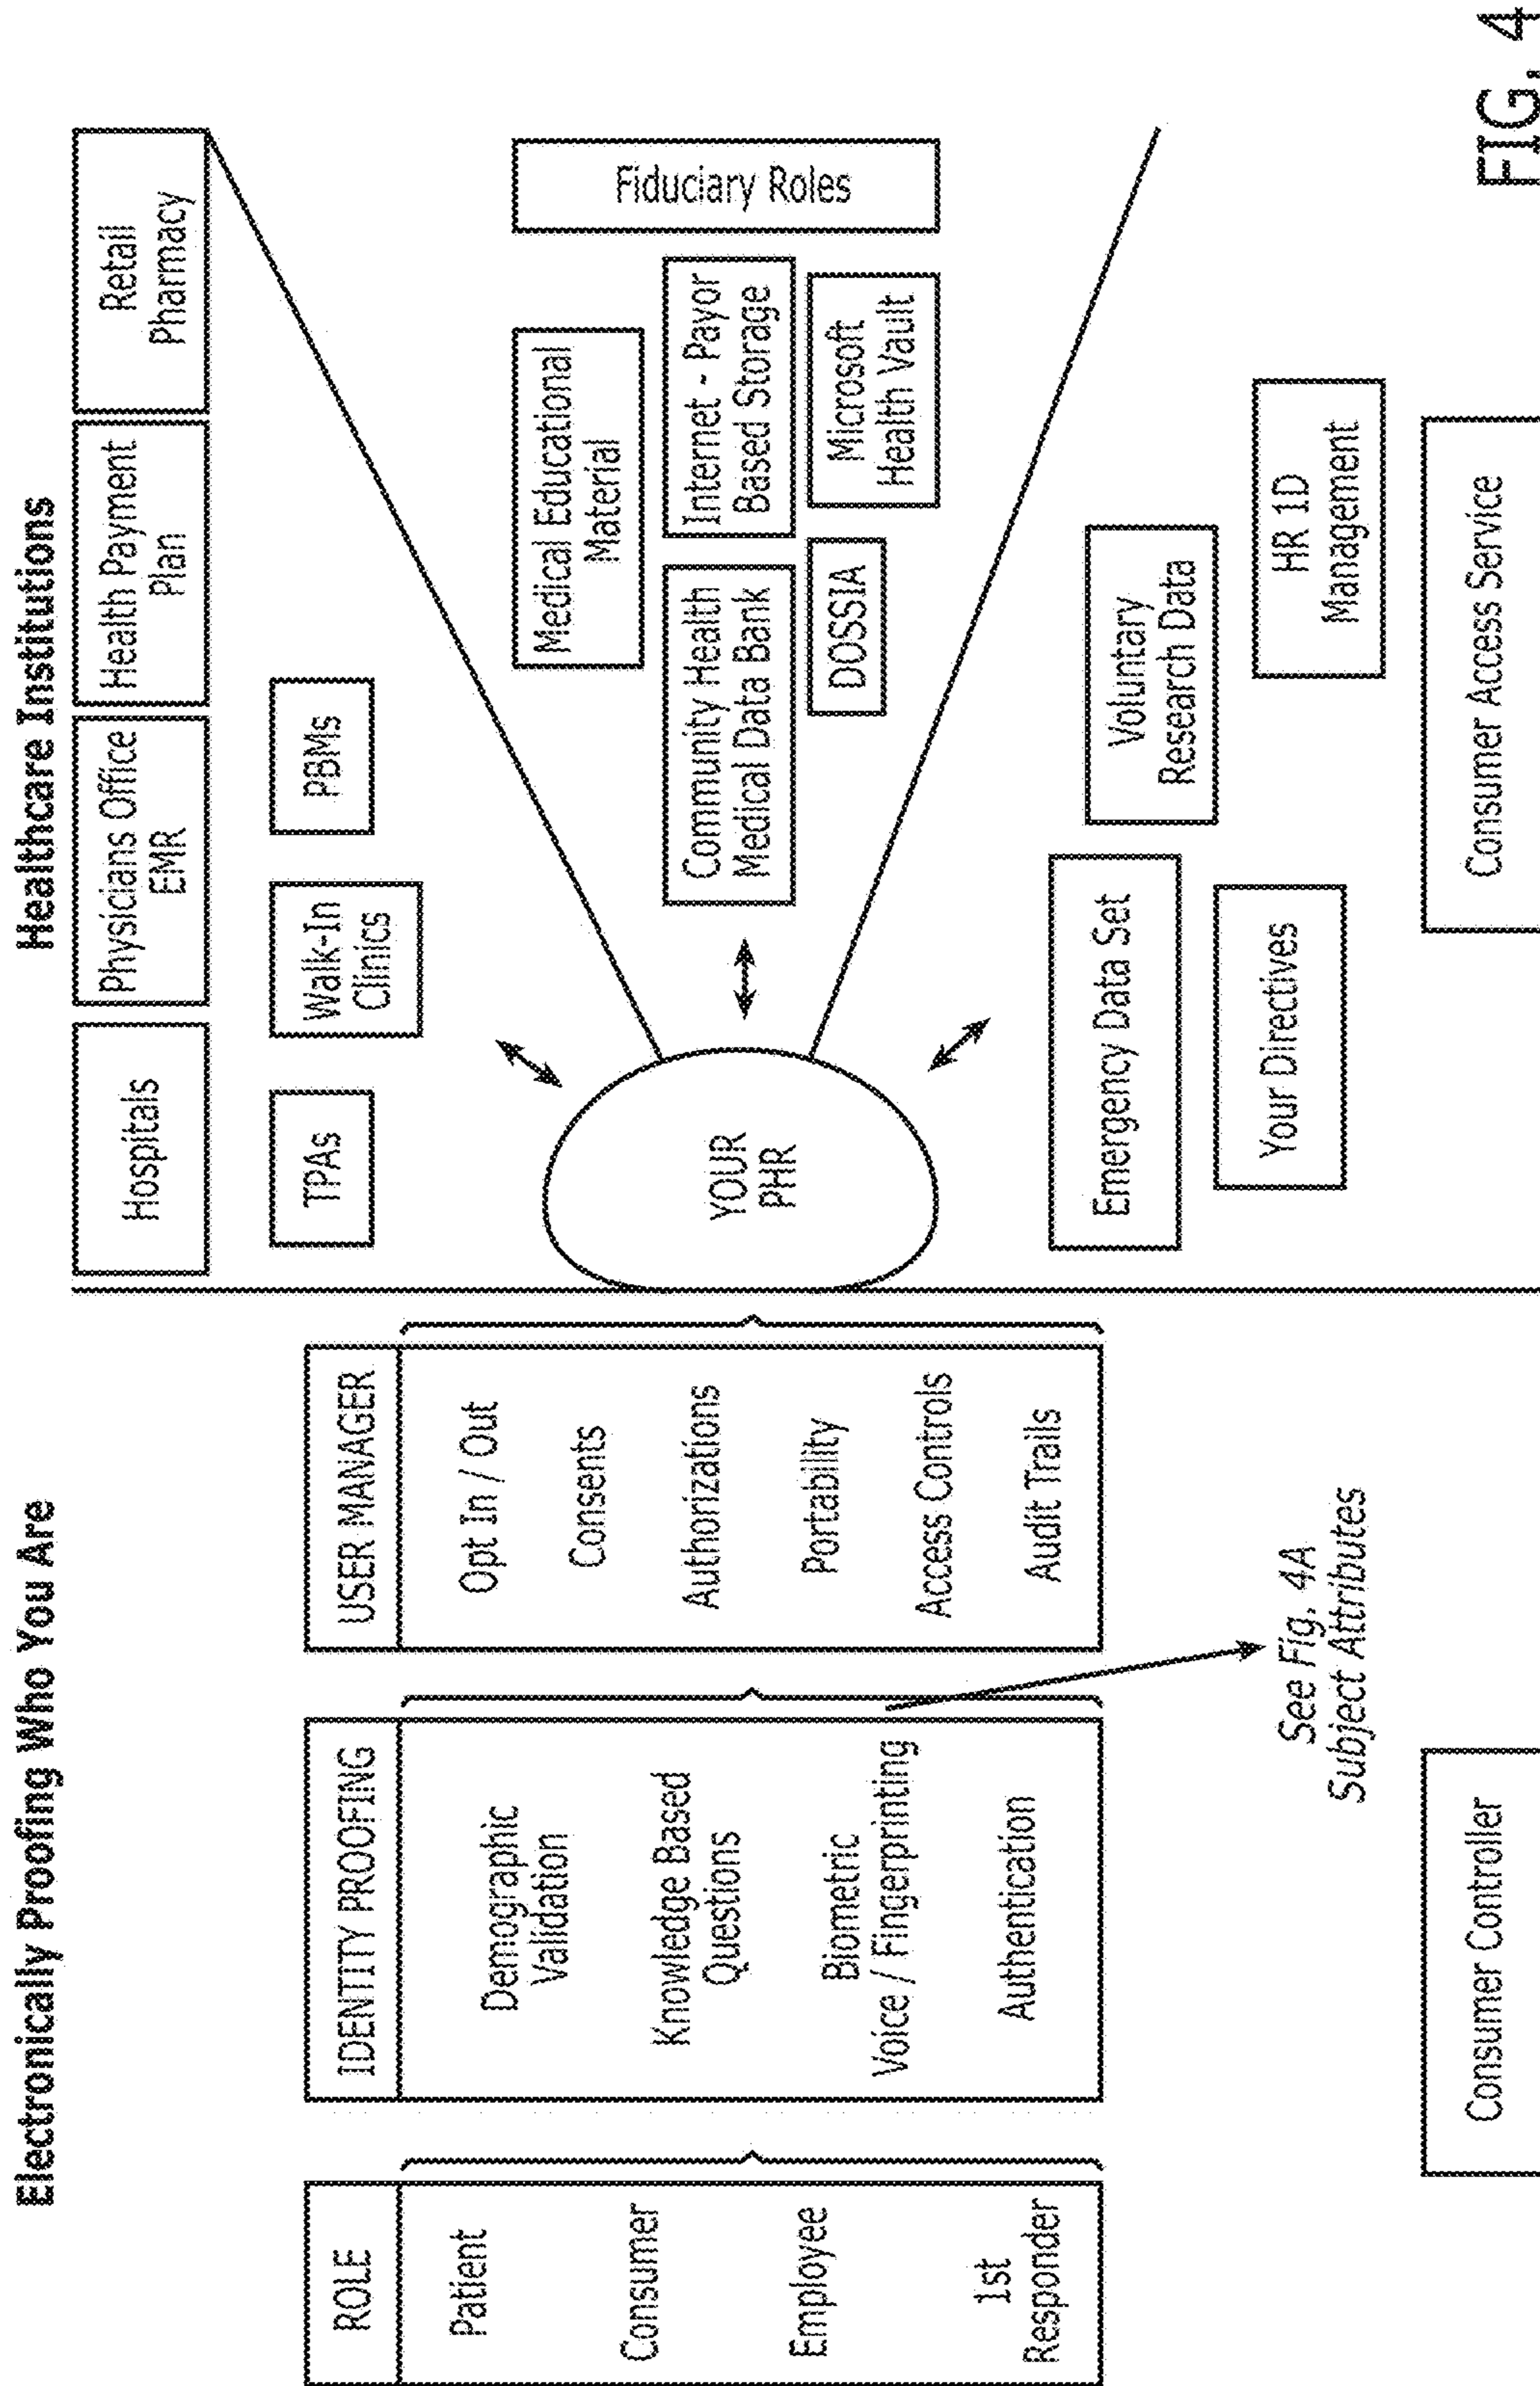 Electronically Proofing Who You Are
ROLE
Patient
Consumer
Employee
1st
Responder
IDENTITY PROOFING
Demographic
Validation
Knowledge Based
Questions
Biometric
Voice / Fingerprinting
Authentication
USER MANAGER
Opt In / Out
Consents
Authorizations
Portability
Access Controls
Audit Trails
See Fig. 4A
Subject Attributes
Consumer Controller
Healthcare Institutions
Hospitals
Physicians Office
EMR
Health Payment
Plan
Retail
Pharmacy
TPAs
Walk-In
Clinics
PBMs
YOUR
PHR
Medical Educational
Material
Community Health
Medical Data Bank
Internet - Payor
Based Storage
DOSSIA
Microsoft
Health Vault
Fiduciary Roles
Emergency Data Set
Voluntary
Research Data
Your Directives
HR 1D
Management
Consumer Access Service
FIG. 4